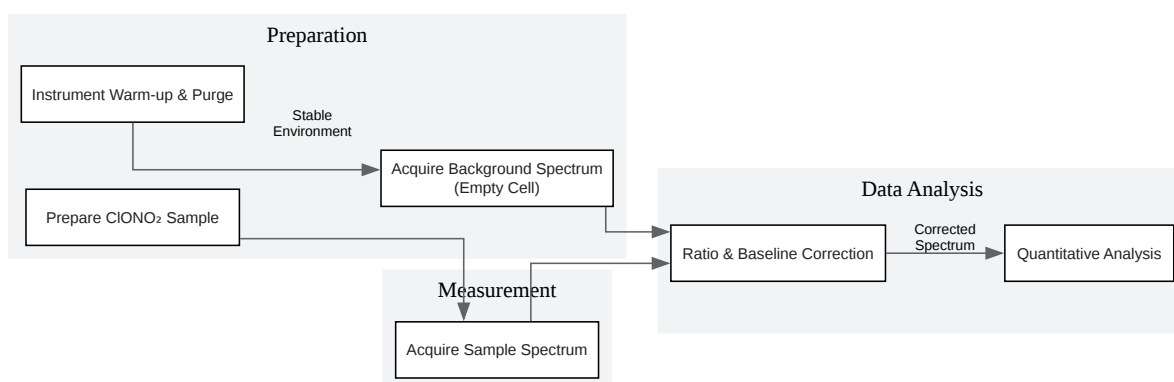 Preparation
Instrument Warm-up & Purge
Stable
Environment
Acquire Background Spectrum
(Empty Cell)
Prepare ClONO₂ Sample
Data Analysis
Ratio & Baseline Correction
Corrected
Spectrum
Quantitative Analysis
Measurement
Acquire Sample Spectrum